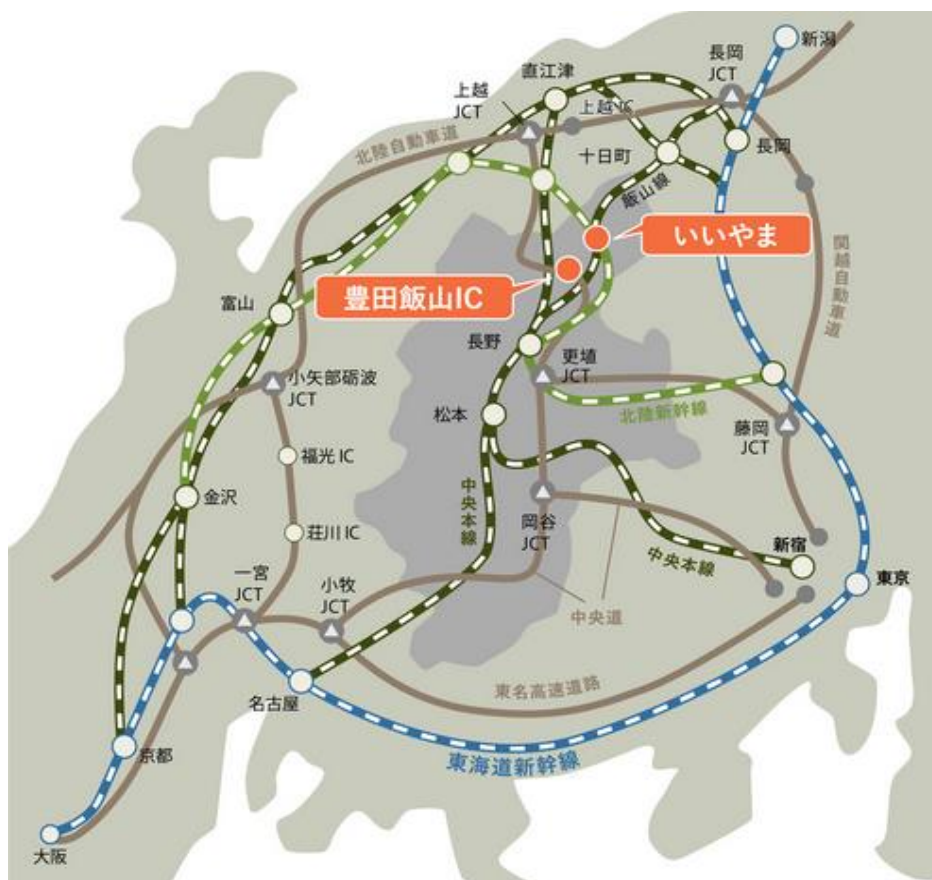 新潟
長岡
JCT
直江津
上越
JCT
上越IC
長岡
北陸自動車道
十日町
飯山線
いいやま
関越自動車道
豊田飯山IC
富山
長野
更埴
JCT
小矢部砺波
JCT
北陸新幹線
松本
藤岡
JCT
福光IC
中央本線
金沢
岡谷
JCT
荘川IC
新宿
中央本線
一宮
JCT
小牧
JCT
東京
中央道
東名高速道路
名古屋
京都
東海道新幹線
大阪